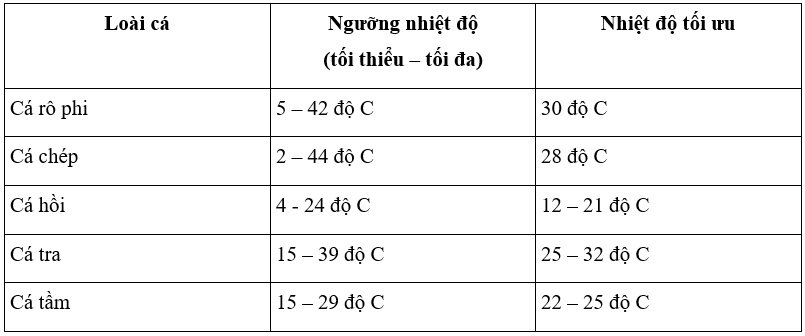 Loài cá
Ngưỡng nhiệt độ
(tối thiểu – tối đa)
Nhiệt độ tối ưu
Cá rô phi
5 – 42 độ C
30 độ C
Cá chép
2 – 44 độ C
28 độ C
Cá hồi
4 - 24 độ C
12 – 21 độ C
Cá tra
15 – 39 độ C
25 – 32 độ C
Cá tầm
15 – 29 độ C
22 – 25 độ C